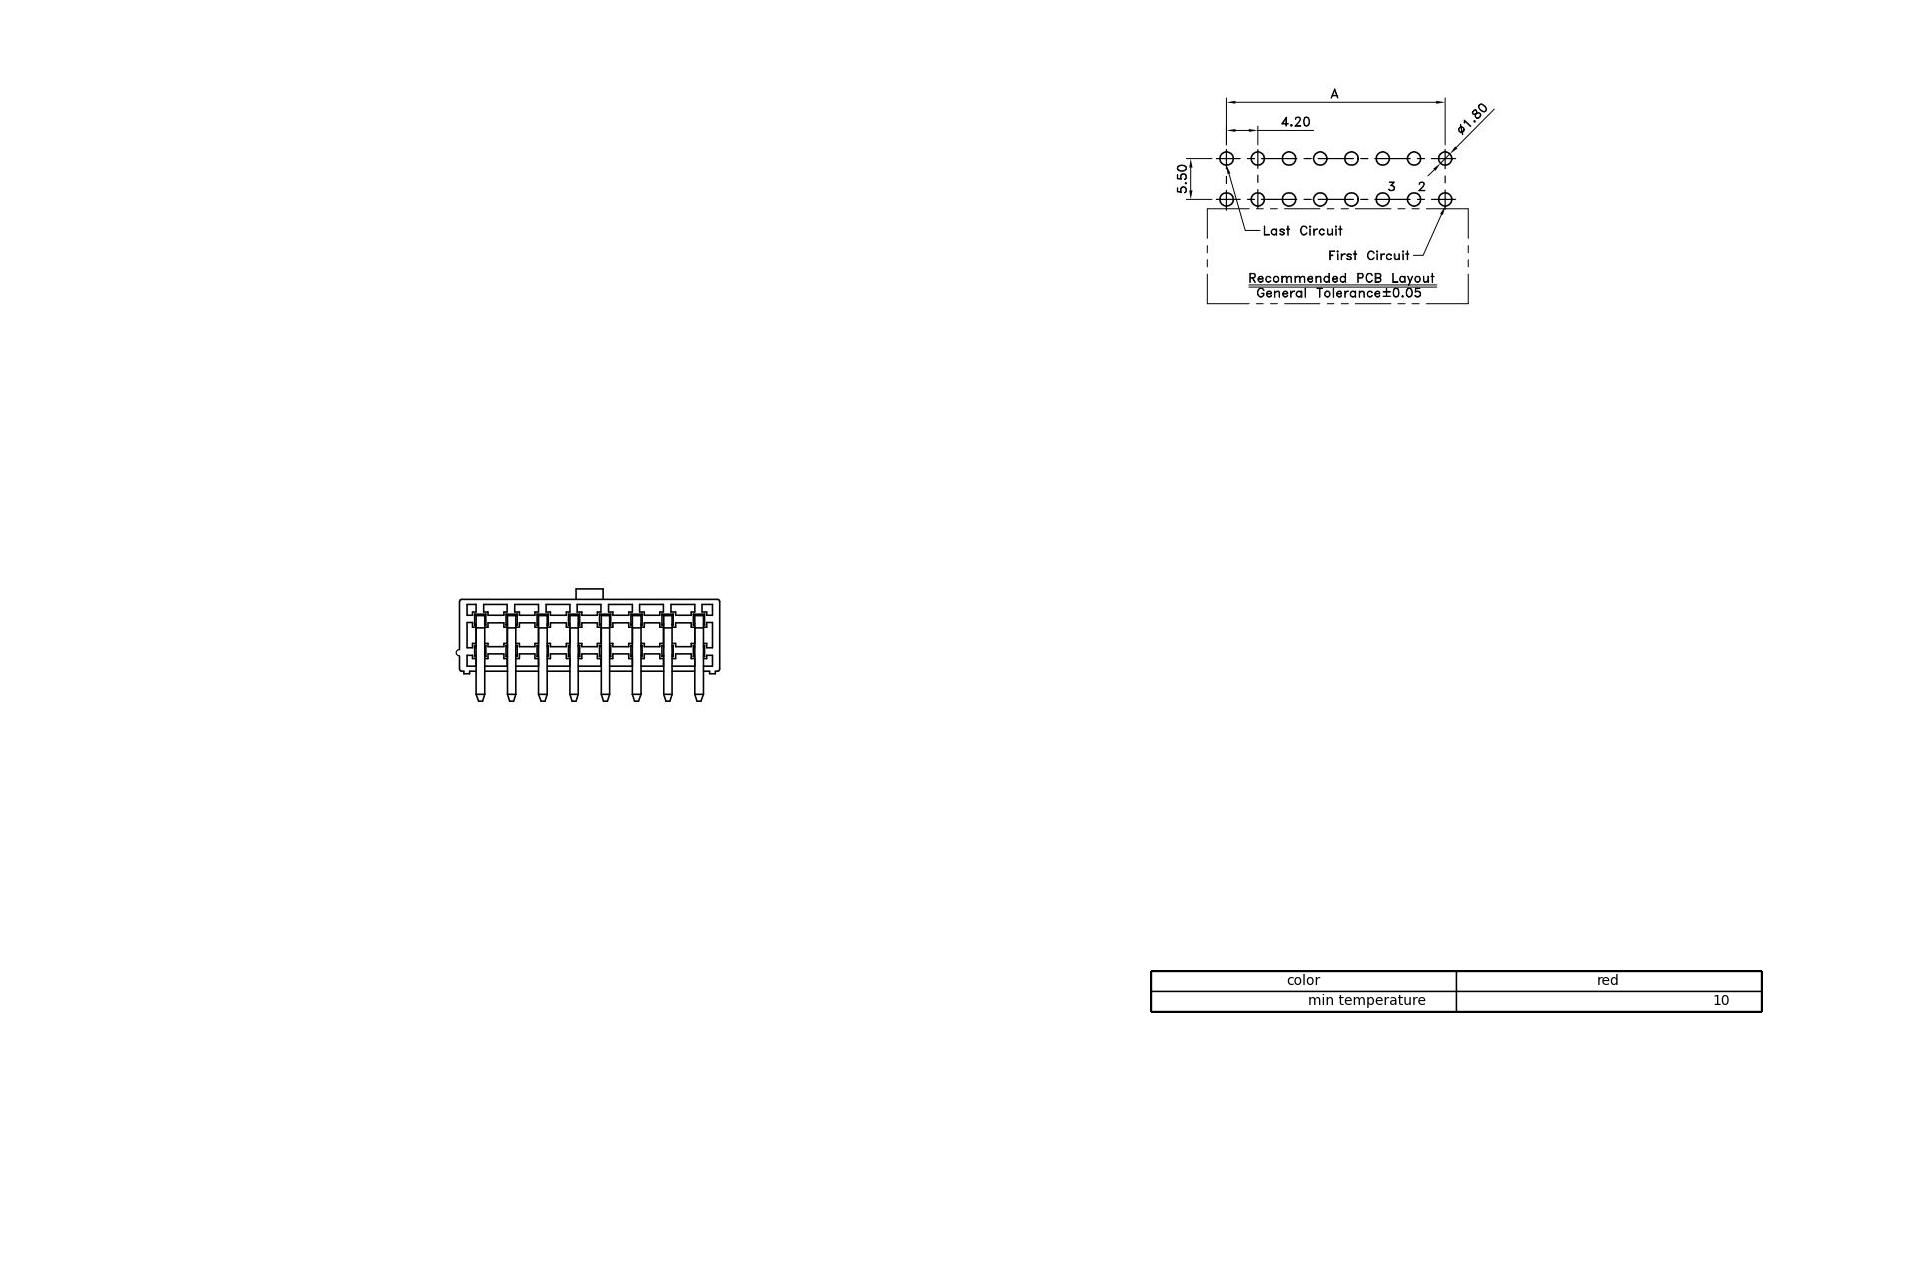 A
4.20
ø1.80
5.50
3 2
Last Circuit
First Circuit
Recommended PCB Layout
General Tolerance±0.05
color red
min temperature 10